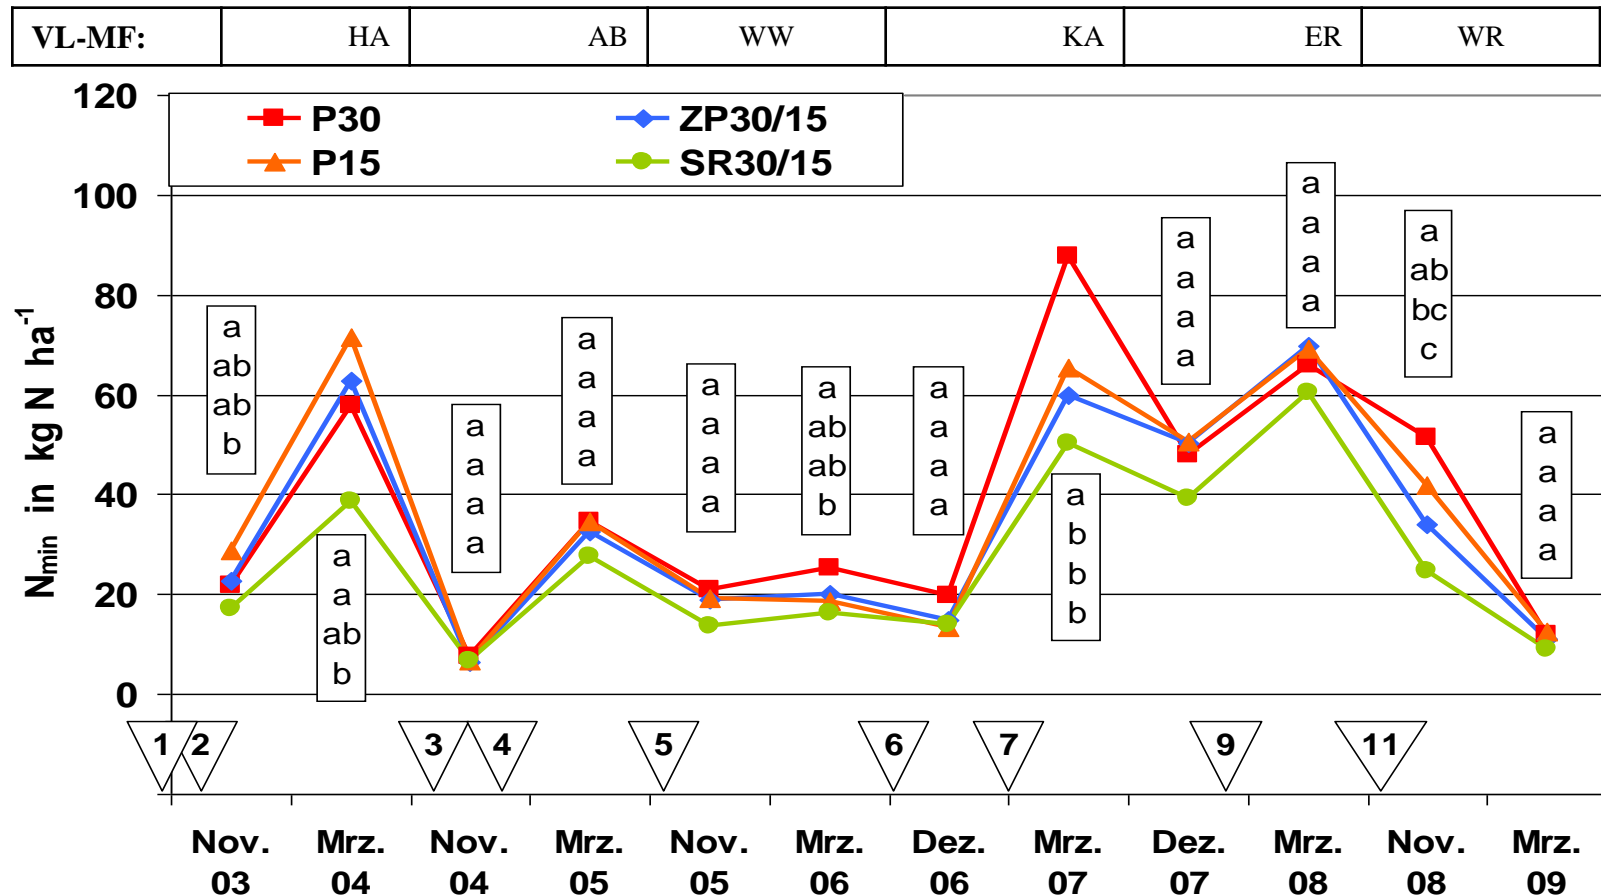 VL-MF: HA AB WW KA ER WR
120
100
80
60
40
20
0
Nmin in kg N ha-1
P30 ZP30/15
P15 SR30/15
a
ab
ab
b
a
a
ab
b
a
a
a
a
a
a
a
a
a
a
a
a
a
ab
ab
b
a
a
a
a
a
b
b
b
a
a
a
a
a
a
a
a
a
ab
bc
c
a
a
a
a
1 2 3 4 5 6 7 9 11
Nov. Mrz. Nov. Mrz. Nov. Mrz. Dez. Mrz. Dez. Mrz. Nov. Mrz.
03 04 04 05 05 06 06 07 07 08 08 09